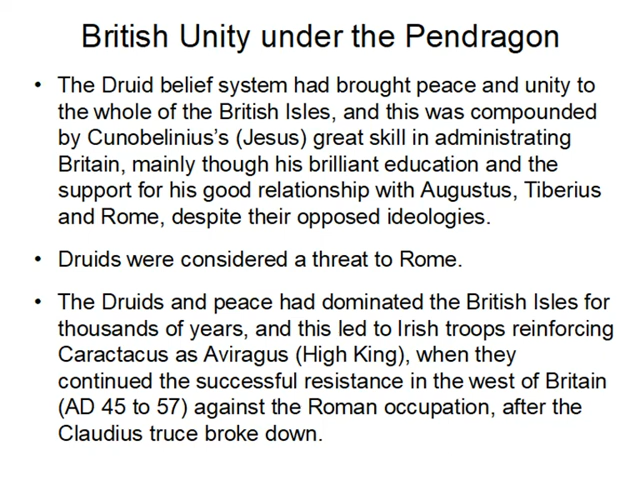 British Unity under the Pendragon
• The Druid belief system had brought peace and unity to
the whole of the British Isles, and this was compounded
by Cunobelinius's (Jesus) great skill in administrating
Britain, mainly though his brilliant education and the
support for his good relationship with Augustus, Tiberius
and Rome, despite their opposed ideologies.
• Druids were considered a threat to Rome.
• The Druids and peace had dominated the British Isles for
thousands of years, and this led to Irish troops reinforcing
Caractacus as Aviragus (High King), when they
continued the successful resistance in the west of Britain
(AD 45 to 57) against the Roman occupation, after the
Claudius truce broke down.